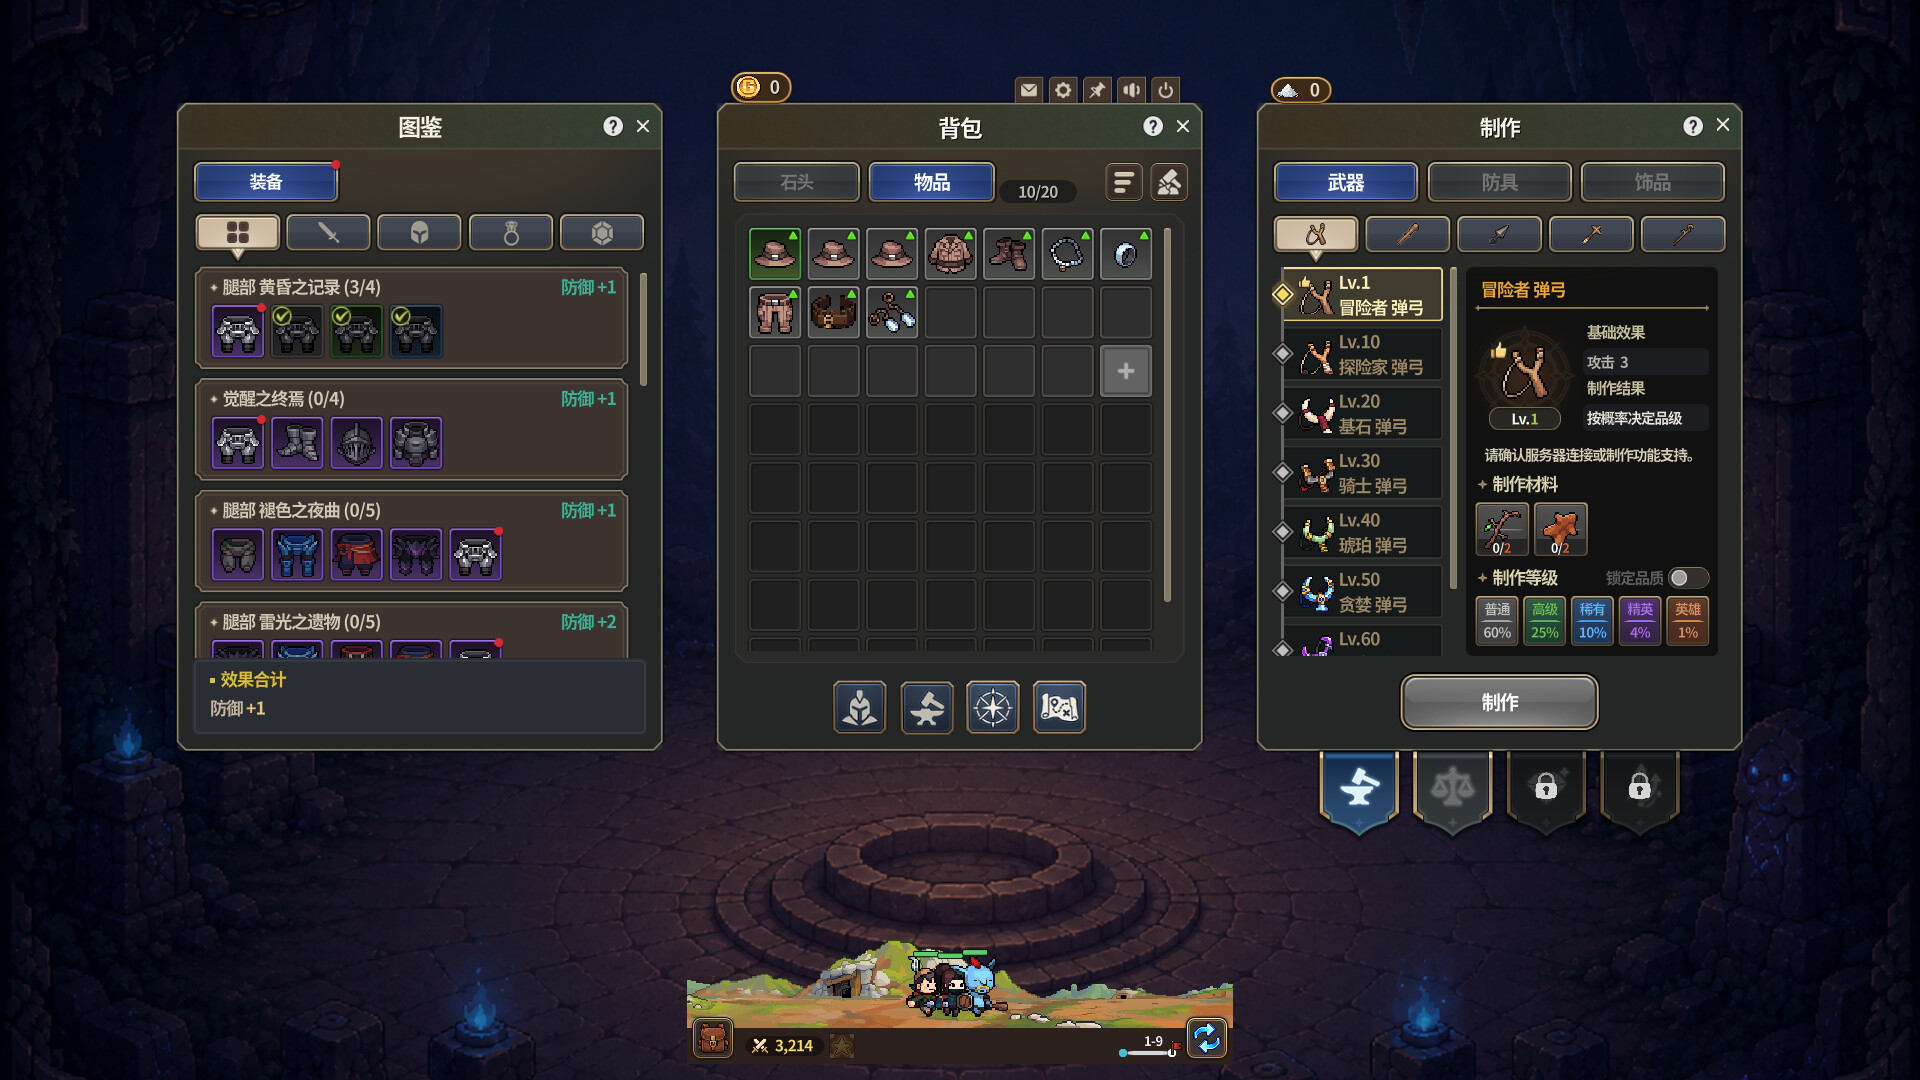 0
0
图鉴
装备
腿部 黄昏之记录 (3/4)
防御 +1
觉醒之终焉 (0/4)
防御 +1
腿部 褪色之夜曲 (0/5)
防御 +1
腿部 雷光之遗物 (0/5)
防御 +2
效果合计
防御 +1
背包
石头
物品
10/20
+
制作
武器
防具
饰品
Lv.1
冒险者 弹弓
Lv.10
探险家 弹弓
Lv.20
基石 弹弓
Lv.30
骑士 弹弓
Lv.40
琥珀 弹弓
Lv.50
贪婪 弹弓
Lv.60
冒险者 弹弓
基础效果
攻击 3
制作结果
按概率决定品级
Lv.1
请确认服务器连接或制作功能支持。
制作材料
0/2
0/2
制作等级
锁定品质
普通
60%
高级
25%
稀有
10%
精英
4%
英雄
1%
制作
3,214
1-9